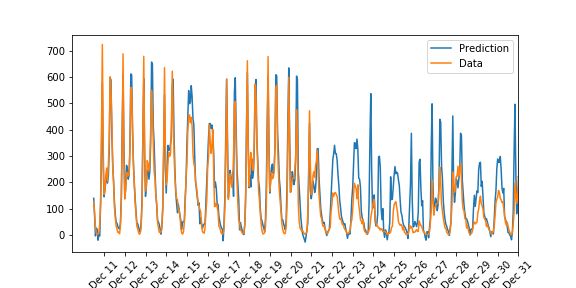 700
600
500
400
300
200
100
0
Prediction
Data
Dec 11
Dec 12
Dec 13
Dec 14
Dec 15
Dec 16
Dec 17
Dec 18
Dec 19
Dec 20
Dec 21
Dec 22
Dec 23
Dec 24
Dec 25
Dec 26
Dec 27
Dec 28
Dec 29
Dec 30
Dec 31